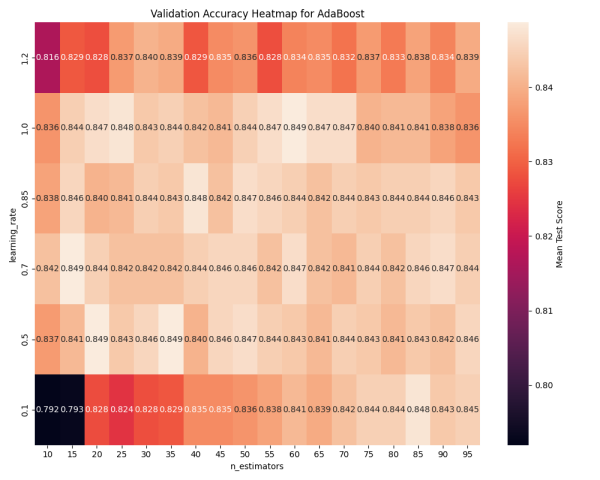 Validation Accuracy Heatmap for AdaBoost
1.2 0.816 0.829 0.828 0.837 0.840 0.839 0.829 0.835 0.836 0.828 0.834 0.835 0.832 0.837 0.833 0.838 0.834 0.839
1.0 0.836 0.844 0.847 0.848 0.843 0.844 0.842 0.841 0.844 0.847 0.849 0.847 0.847 0.840 0.841 0.841 0.838 0.836
0.85 0.838 0.846 0.840 0.841 0.844 0.843 0.848 0.842 0.847 0.846 0.844 0.844 0.842 0.844 0.843 0.844 0.846 0.843
0.7 0.842 0.849 0.844 0.842 0.842 0.842 0.844 0.846 0.846 0.842 0.847 0.842 0.841 0.844 0.842 0.846 0.847 0.844
0.5 0.837 0.841 0.849 0.843 0.846 0.849 0.840 0.846 0.847 0.844 0.843 0.841 0.844 0.843 0.841 0.843 0.842 0.846
0.1 0.792 0.793 0.828 0.824 0.828 0.829 0.835 0.835 0.836 0.838 0.841 0.839 0.842 0.844 0.844 0.848 0.843 0.845
10 15 20 25 30 35 40 45 50 55 60 65 70 75 80 85 90 95
n_estimators
learning_rate
0.84
0.83
0.82
0.81
0.80
Mean Test Score